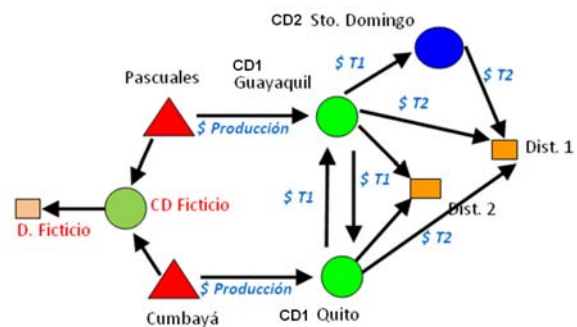 CD2 Sto. Domingo
CD1
Guayaquil
Pascuales
$ T1
$ T2
$ T2
$ Producción
Dist. 1
$ T1
CD Ficticio
D. Ficticio
$ T1
Dist. 2
$ T2
$ Producción
Cumbayá
CD1 Quito